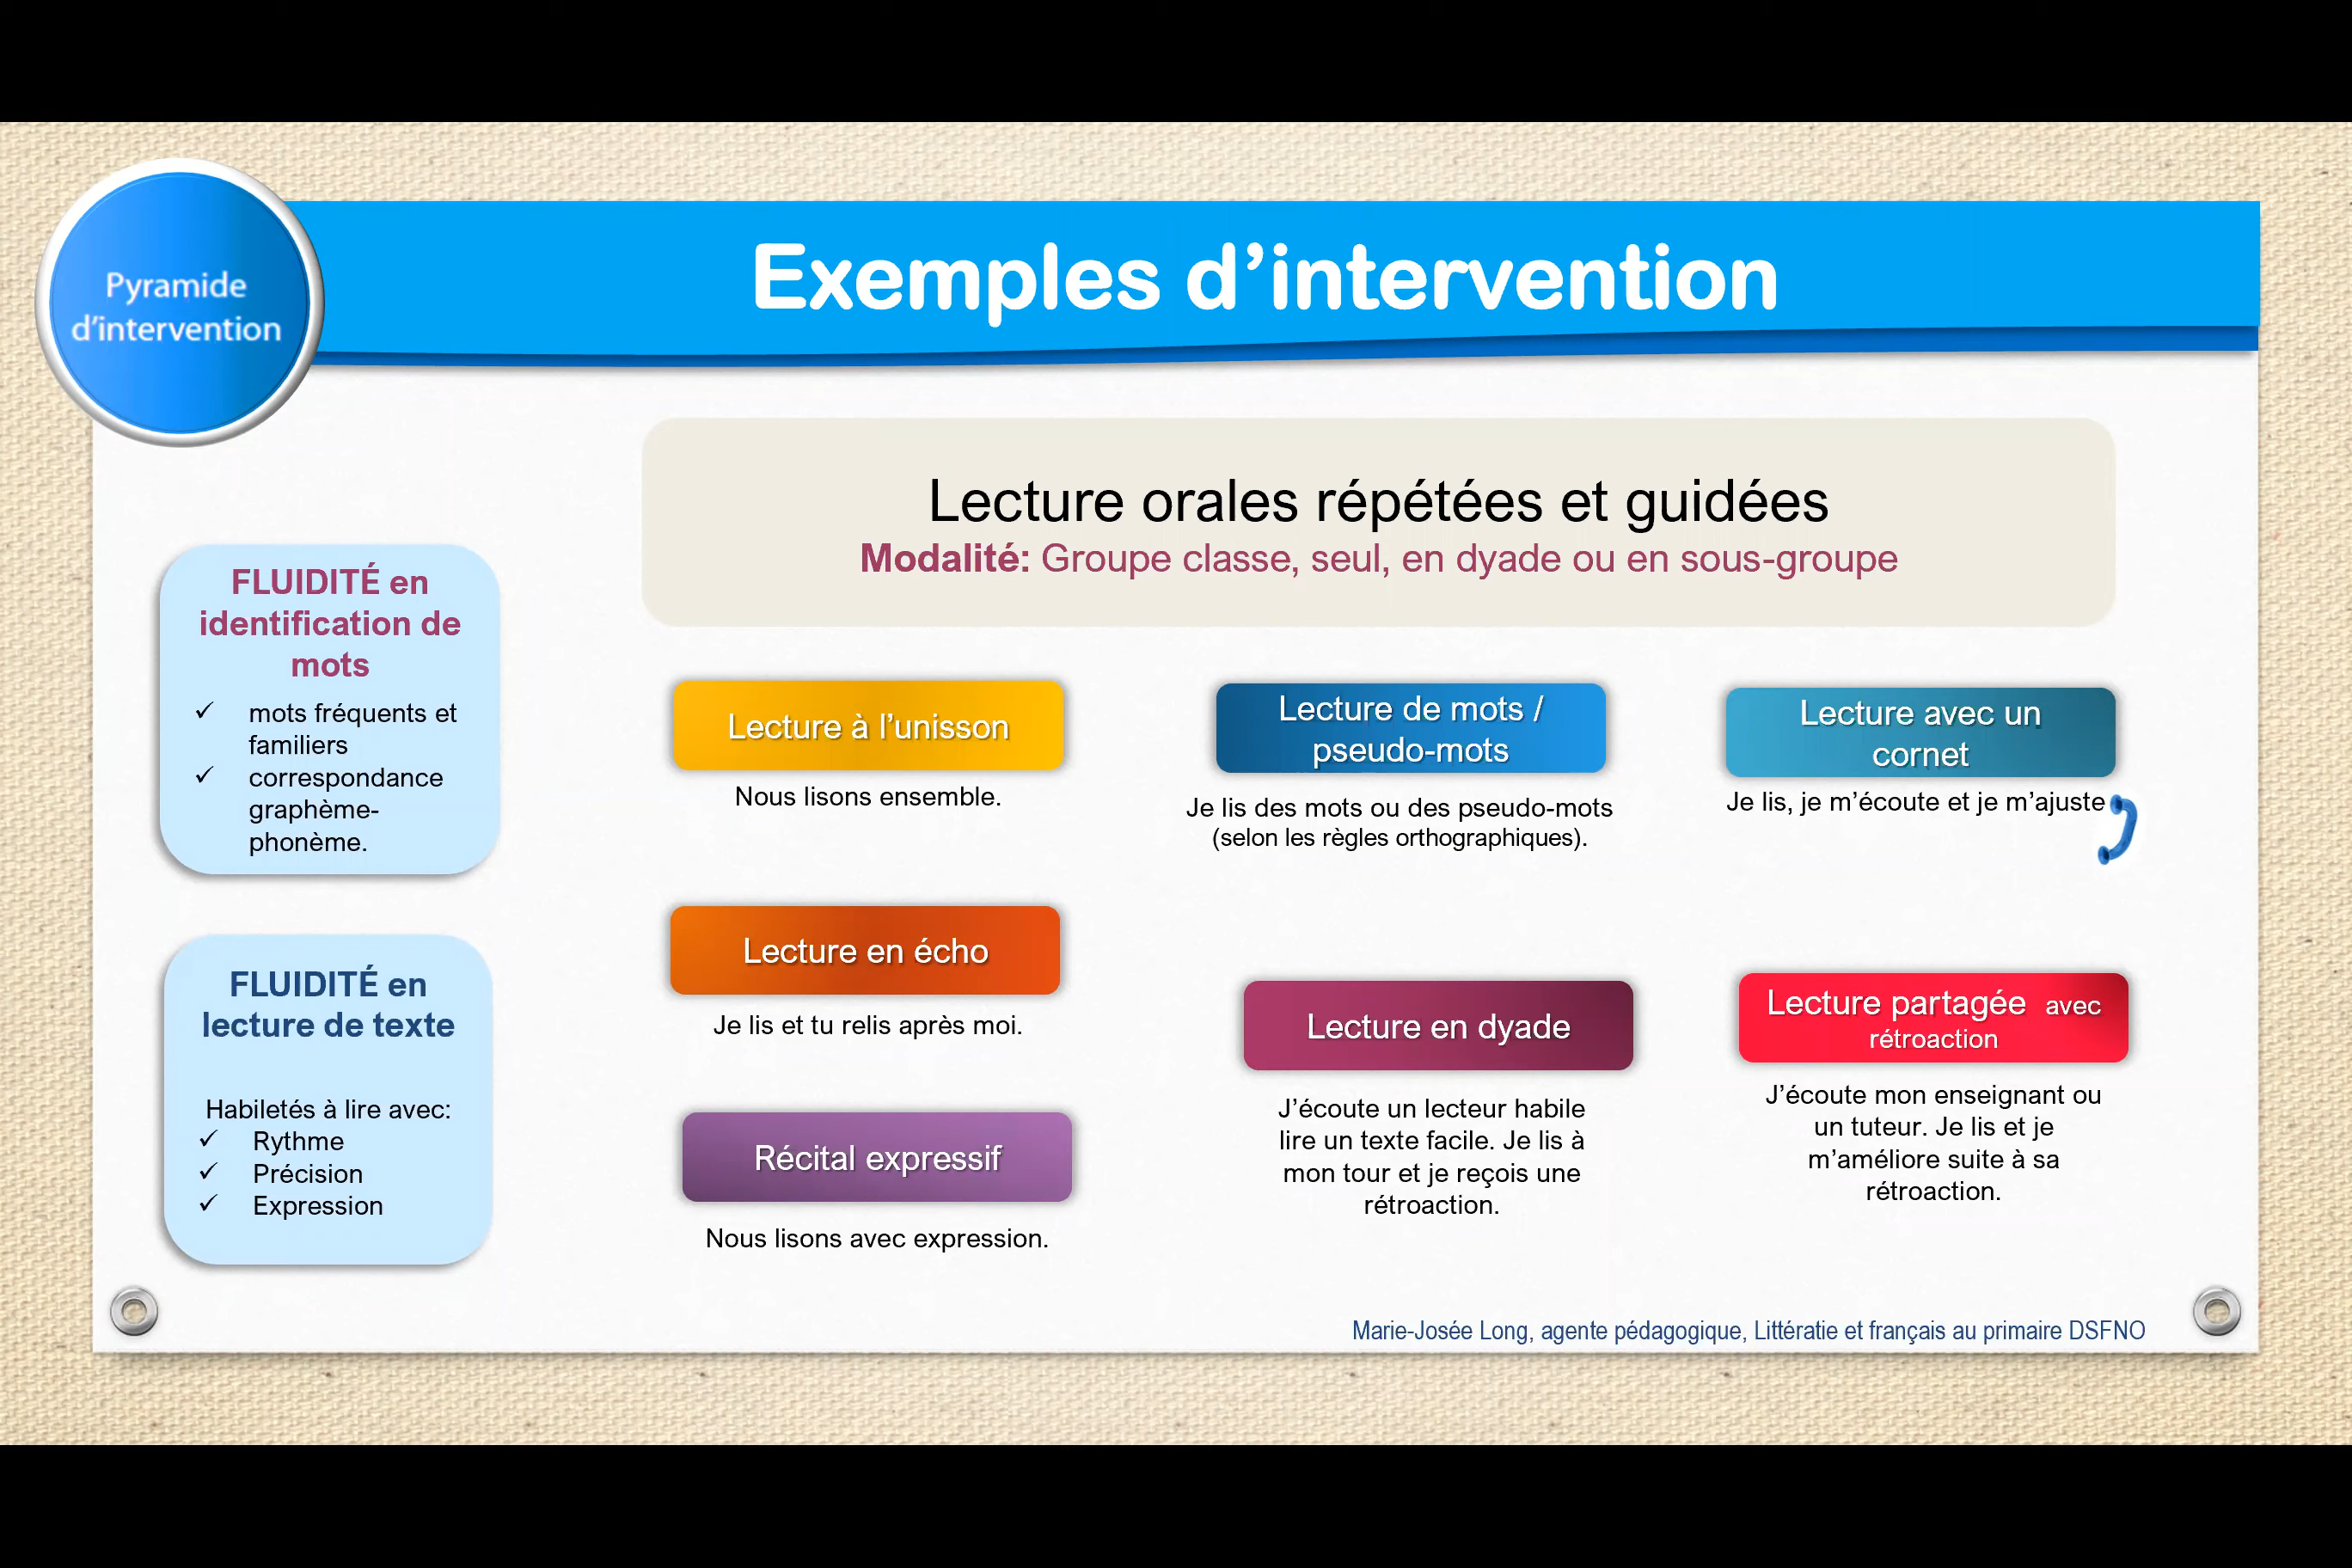 Pyramide
d'intervention
Exemples d'intervention
Lecture orales répétées et guidées
Modalité: Groupe classe, seul, en dyade ou en sous-groupe
FLUIDITÉ en
identification de
mots
✓ mots fréquents et
familiers
✓ correspondance
graphème-
phonème.
FLUIDITÉ en
lecture de texte
Habiletés à lire avec:
✓ Rythme
✓ Précision
✓ Expression
Lecture à l'unisson
Nous lisons ensemble.
Lecture en écho
Je lis et tu relis après moi.
Récital expressif
Nous lisons avec expression.
Lecture de mots /
pseudo-mots
Je lis des mots ou des pseudo-mots
(selon les règles orthographiques).
Lecture en dyade
J'écoute un lecteur habile
lire un texte facile. Je lis à
mon tour et je reçois une
rétroaction.
Lecture avec un
cornet
Je lis, je m'écoute et je m'ajuste
Lecture partagée avec
rétroaction
J'écoute mon enseignant ou
un tuteur. Je lis et je
m'améliore suite à sa
rétroaction.
Marie-Josée Long, agente pédagogique, Littératie et français au primaire DSFNO